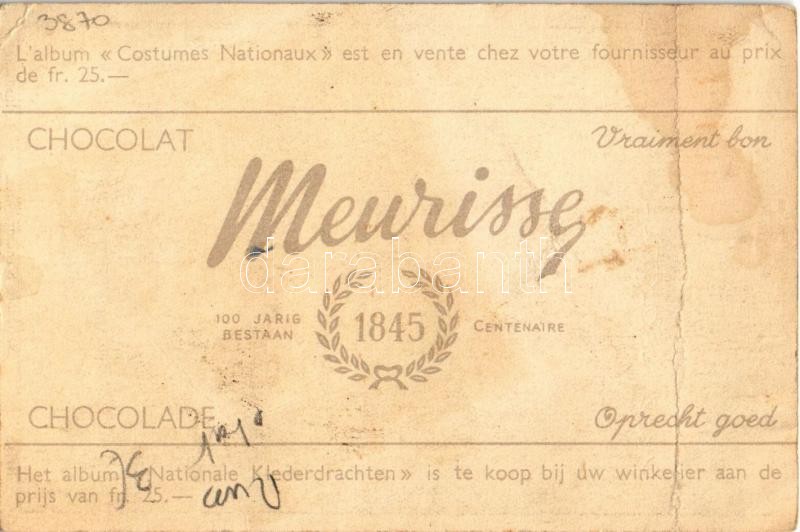 3870
L'album « Costumes Nationaux » est en vente chez votre fournisseur au prix
de fr. 25.—
CHOCOLAT
Vraiment bon
Meurisse
darabanth
100 JARIG
BESTAAN
1845
CENTENAIRE
CHOCOLADE
Oprecht goed
Het album « Nationale Klederdrachten » is te koop bij uw winkelier aan de
prijs van fr. 25.—